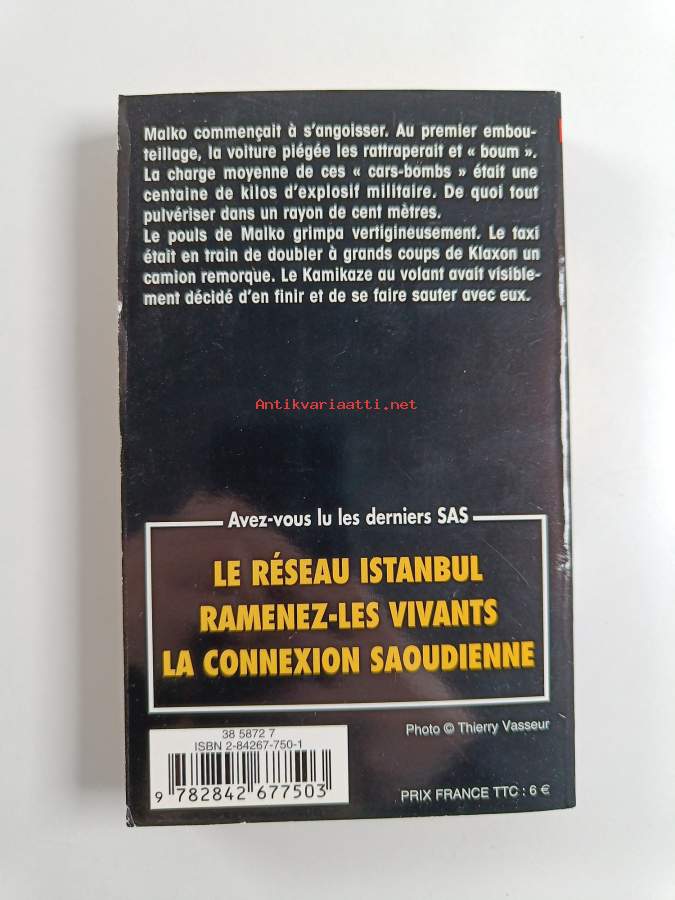 Malko commençait à s'angoisser. Au premier embou-
teillage, la voiture piégée les rattraperait et « boum ».
La charge moyenne de ces « cars-bombs » était une
centaine de kilos d'explosif militaire. De quoi tout
pulvériser dans un rayon de cent mètres.
Le pouls de Malko grimpa vertigineusement. Le taxi
était en train de doubler à grands coups de Klaxon un
camion remorque. Le Kamikaze au volant avait visible-
ment décidé d'en finir et de se faire sauter avec eux.
Antikvariaatti.net
Avez-vous lu les derniers SAS
LE RÉSEAU ISTANBUL
RAMENEZ-LES VIVANTS
LA CONNEXION SAOUDIENNE
Photo © Thierry Vasseur
38 5872 7
ISBN 2-84267-750-1
9 782842 677503
PRIX FRANCE TTC : 6 €